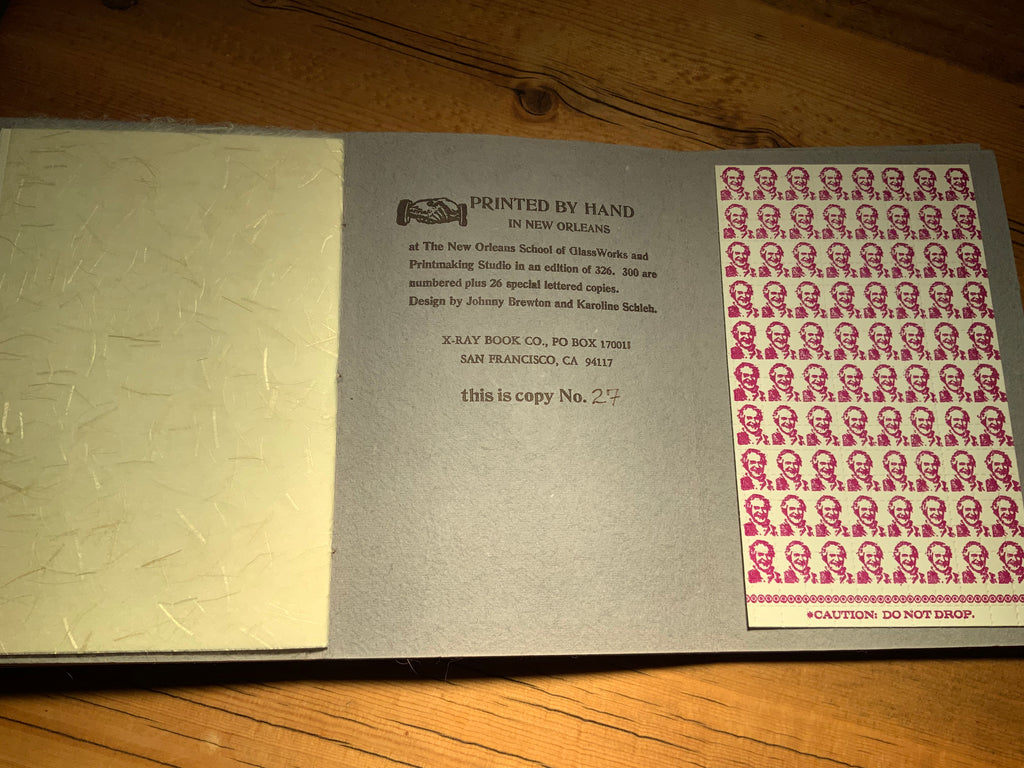 PRINTED BY HAND
IN NEW ORLEANS
at The New Orleans School of GlassWorks and
Printmaking Studio in an edition of 326. 300 are
numbered plus 26 special lettered copies.
Design by Johnny Brewton and Karoline Schleh.
X-RAY BOOK CO., PO BOX 170011
SAN FRANCISCO, CA 94117
this is copy No. 27
*CAUTION: DO NOT DROP.